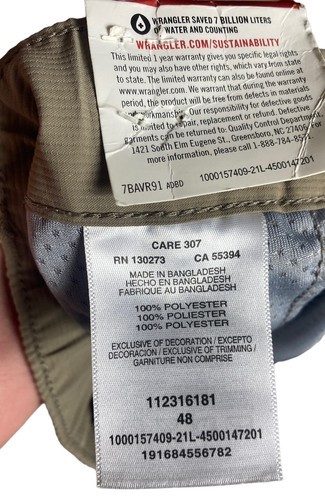 WRANGLER SAVED 7 BILLION LITERS
OF WATER AND COUNTING
WRANGLER.COM/SUSTAINABILITY
This limited 1 year warranty gives you specific legal rights
and you may also have other rights, which vary from state
to state. The limited warranty can also be found online at
www.wrangler.com. We warrant that during the warranty
period, the product will be free from defects in materials
workmanship. Our responsibility for defective goods
is limited to repair, replacement or refund. Defective
garments can be returned to: Quality Control Department,
1421 South Elm Eugene St., Greensboro, NC 27406
more information, please call 1-888-784-85
7BAVR91 ADBD
1000157409-21L-4500147201
CARE 307
RN 130273 CA 55394
MADE IN BANGLADESH
HECHO EN BANGLADESH
FABRIQUE AU BANGLADESH
100% POLYESTER
100% POLIESTER
100% POLYESTER
EXCLUSIVE OF DECORATION / EXCEPTO
DECORACIÓN / EXCLUSIVE OF TRIMMING /
GARNITURE NON COMPRISE
112316181
48
1000157409-21L-4500147201
191684556782